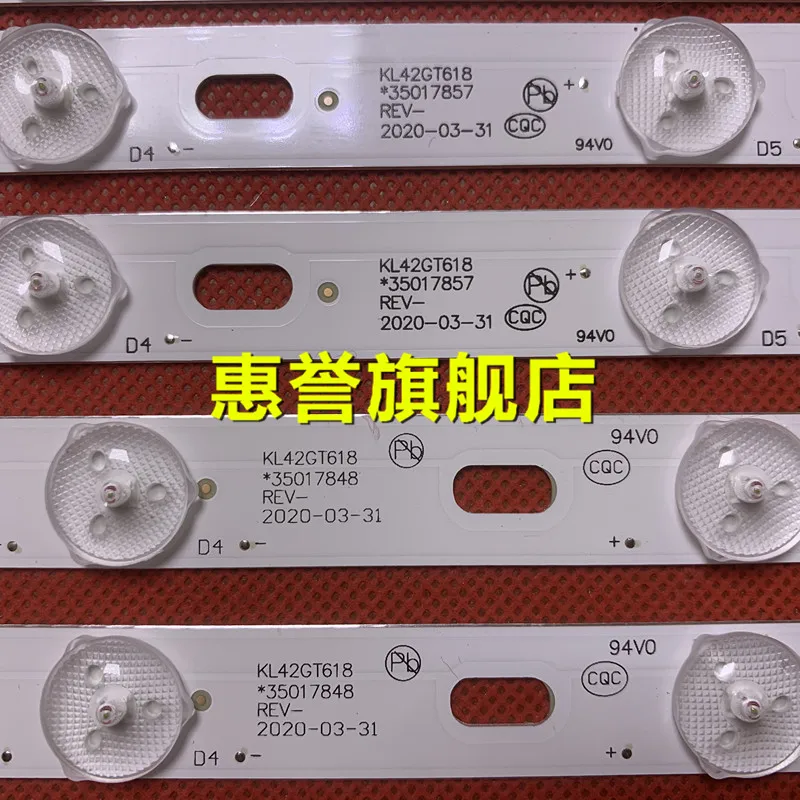 KL42GT618
*35017857
REV-
2020-03-31
Pb
CQC
+
94V0
D4 -
D5
KL42GT618
*35017857
REV-
2020-03-31
Pb
CQC
+
94V0
D4 -
D5
惠誉旗舰店
KL42GT618
*35017848
REV-
2020-03-31
Pb
94V0
CQC
D4 -
+
KL42GT618
*35017848
REV-
2020-03-31
Pb
94V0
CQC
D4 -
+